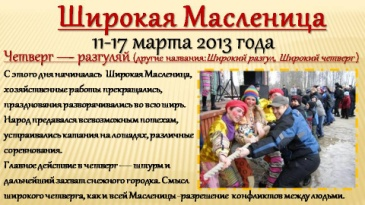 Широкая Масленица
11-17 марта 2013 года
Четверг — разгуляй (другие названия: Широкий разгул, Широкий четверг)
С этого дня начиналась Широкая Масленица,
хозяйственные работы прекращались,
празднования разворачивались во всю ширь.
Народ предавался всевозможным потехам,
устраивались катания на лошадях, различные
соревнования.
Главное действие в четверг — штурм и
дальнейший захват снежного городка. Смысл
широкого четверга, как и всей Масленицы -разрешение конфликтов между людьми.